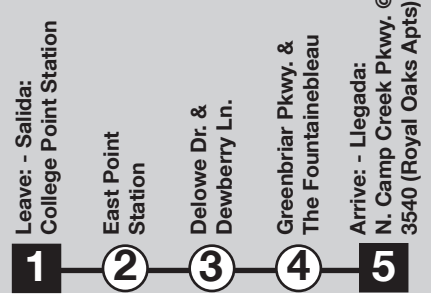 Leave: - Salida:
College Point Station
East Point
Station
Delowe Dr. &
Dewberry Ln.
Greenbriar Pkwy. &
The Fountainebleau
Arrive: - Llegada:
N. Camp Creek Pkwy. @
3540 (Royal Oaks Apts)
1
2
3
4
5